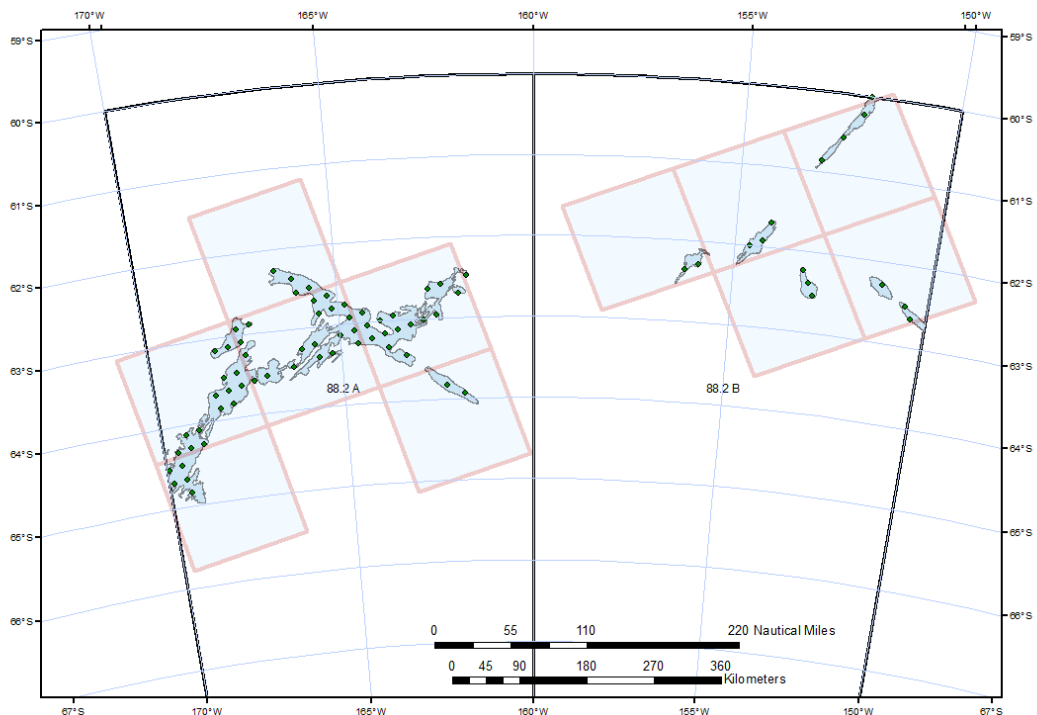 170°W 165°W 160°W 155°W 150°W
59°S 59°S
60°S 60°S
61°S 61°S
62°S 62°S
63°S 63°S
88.2 A 88.2 B
64°S 64°S
65°S 65°S
66°S 66°S
0 55 110 220 Nautical Miles
0 45 90 180 270 360
Kilometers
67°S 170°W 165°W 160°W 155°W 150°W 67°S